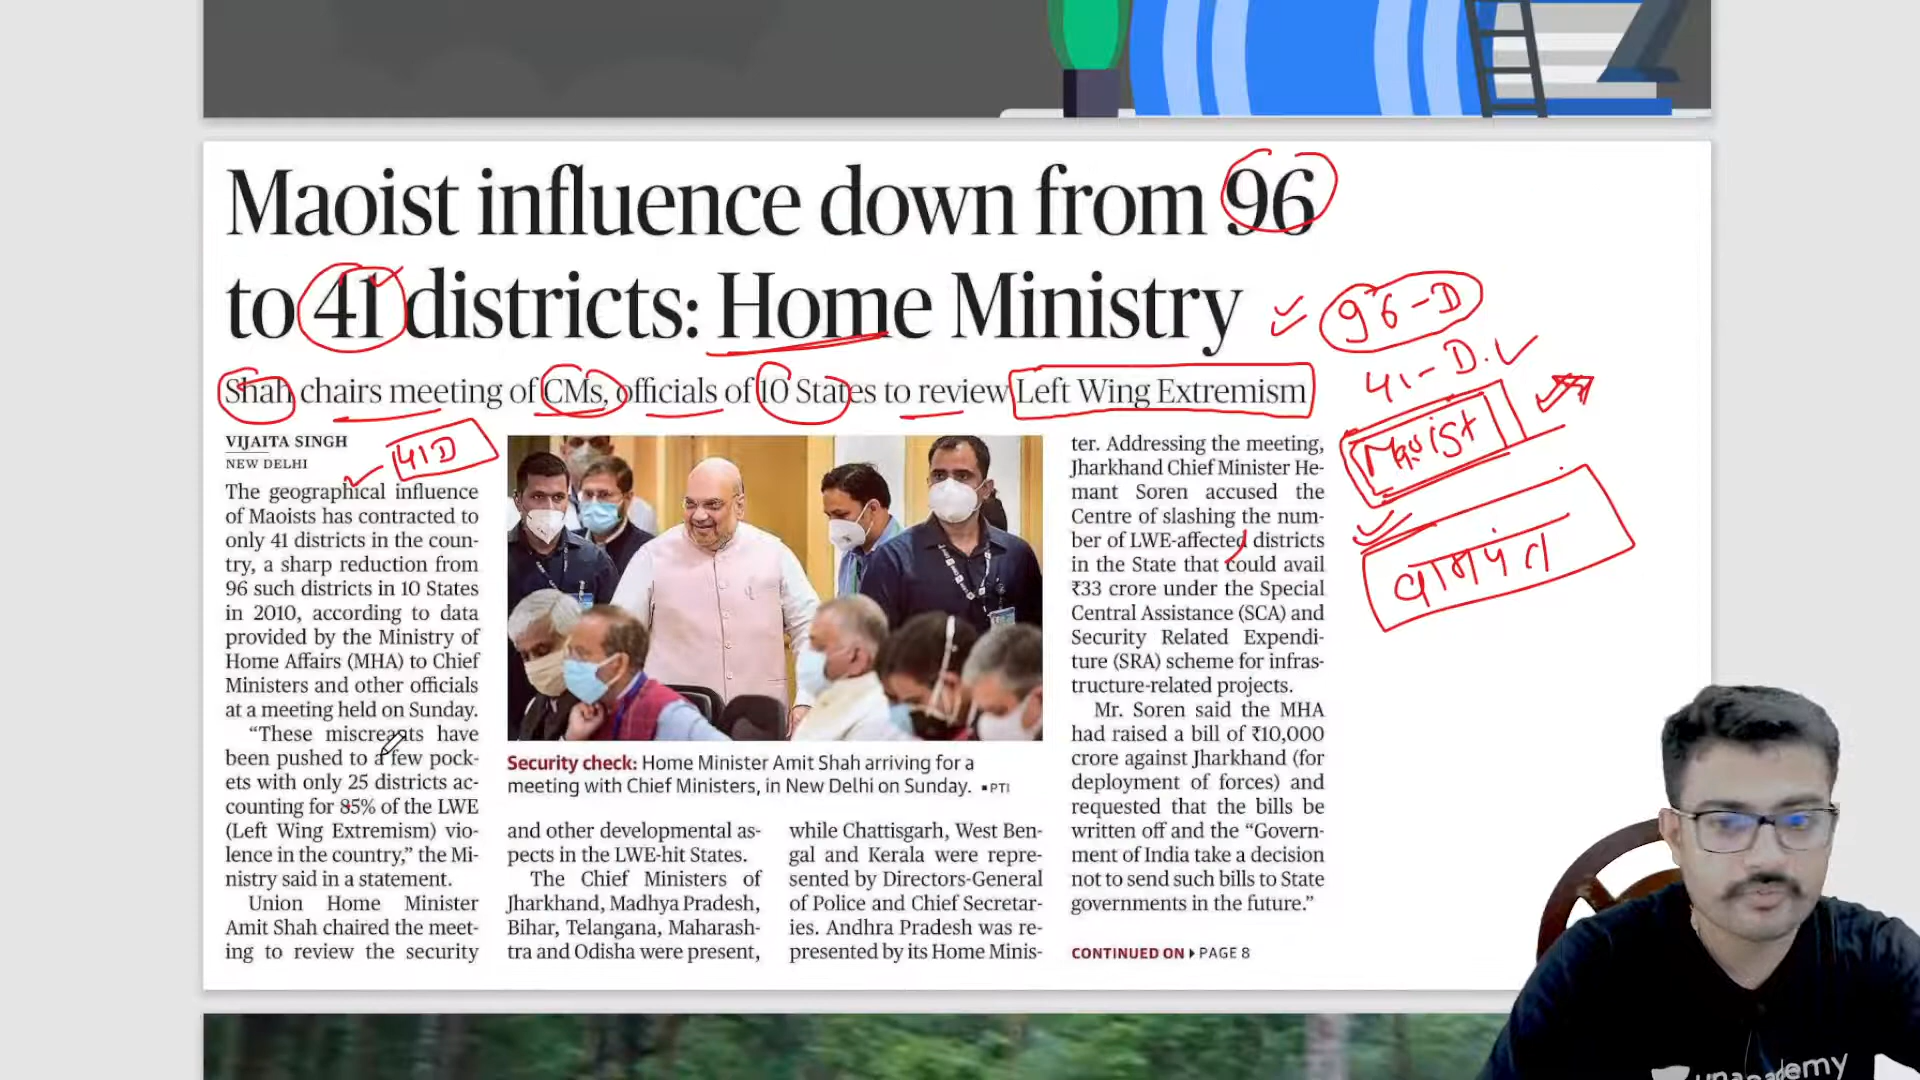 Maoist influence down from 96
to 41 districts: Home Ministry
Shah chairs meeting of CMs, officials of 10 States to review Left Wing Extremism
96-D
41-D.
Maoist
वामपंत
VIJAITA SINGH
NEW DELHI
41D
The geographical influence
of Maoists has contracted to
only 41 districts in the coun-
try, a sharp reduction from
96 such districts in 10 States
in 2010, according to data
provided by the Ministry of
Home Affairs (MHA) to Chief
Ministers and other officials
at a meeting held on Sunday.
“These miscreants have
been pushed to a few pock-
ets with only 25 districts ac-
counting for 85% of the LWE
(Left Wing Extremism) vio-
lence in the country,” the Mi-
nistry said in a statement.
Union Home Minister
Amit Shah chaired the meet-
ing to review the security
Security check: Home Minister Amit Shah arriving for a
meeting with Chief Ministers, in New Delhi on Sunday. ▪PTI
and other developmental as-
pects in the LWE-hit States.
The Chief Ministers of
Jharkhand, Madhya Pradesh,
Bihar, Telangana, Maharash-
tra and Odisha were present,
while Chattisgarh, West Ben-
gal and Kerala were repre-
sented by Directors-General
of Police and Chief Secretar-
ies. Andhra Pradesh was re-
presented by its Home Minis-
ter. Addressing the meeting,
Jharkhand Chief Minister He-
mant Soren accused the
Centre of slashing the num-
ber of LWE-affected districts
in the State that could avail
₹33 crore under the Special
Central Assistance (SCA) and
Security Related Expendi-
ture (SRA) scheme for infras-
tructure-related projects.
Mr. Soren said the MHA
had raised a bill of ₹10,000
crore against Jharkhand (for
deployment of forces) and
requested that the bills be
written off and the “Govern-
ment of India take a decision
not to send such bills to State
governments in the future.”
CONTINUED ON ▸ PAGE 8
unacademy